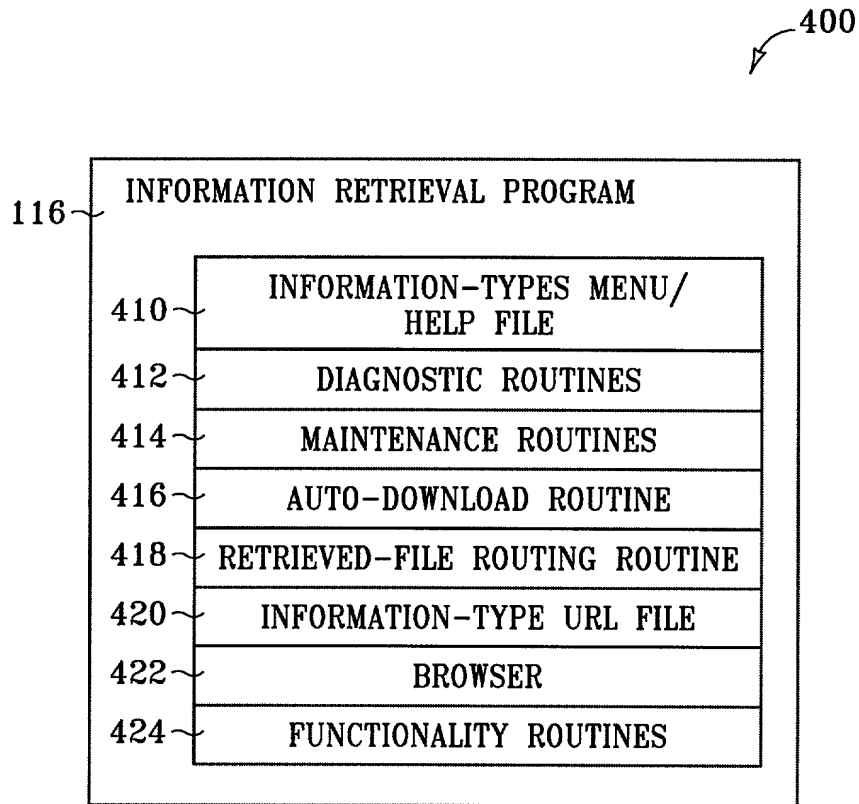 400
INFORMATION RETRIEVAL PROGRAM
116
INFORMATION-TYPES MENU/
HELP FILE
410
412 DIAGNOSTIC ROUTINES
414 MAINTENANCE ROUTINES
416 AUTO-DOWNLOAD ROUTINE
418 RETRIEVED-FILE ROUTING ROUTINE
420 INFORMATION-TYPE URL FILE
422 BROWSER
424 FUNCTIONALITY ROUTINES